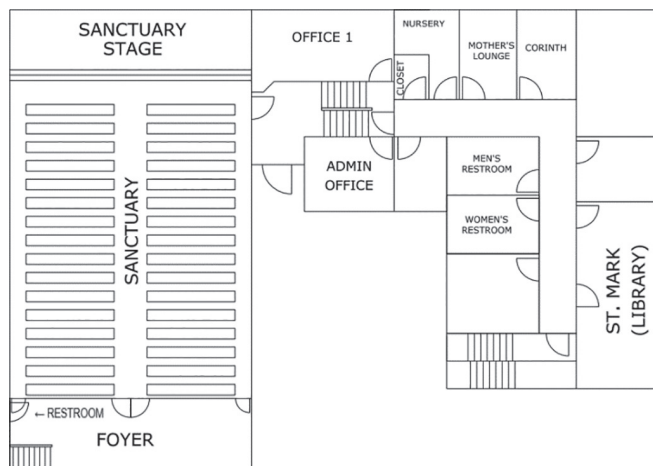 SANCTUARY
STAGE
OFFICE 1
NURSERY
MOTHER'S
LOUNGE
CORINTH
CLOSET
ADMIN
OFFICE
MEN'S
RESTROOM
WOMEN'S
RESTROOM
SANCTUARY
ST. MARK
(LIBRARY)
← RESTROOM
FOYER